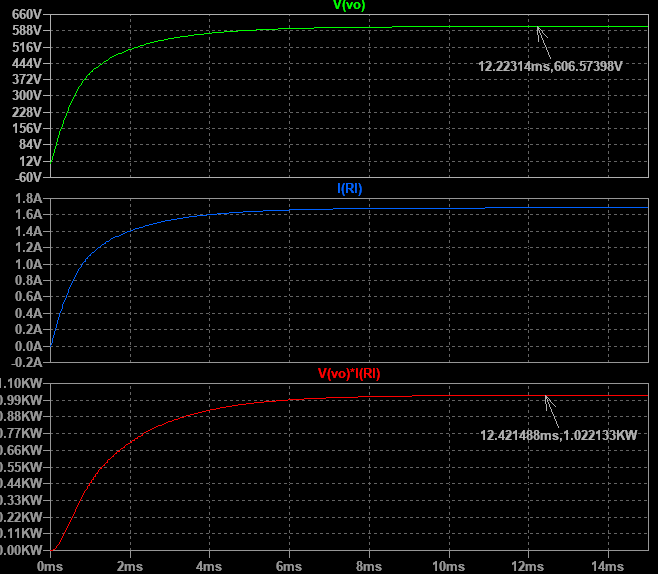 V(vo)
660V
588V
516V
444V
372V
300V
228V
156V
84V
12V
-60V
12.22314ms,606.57398V
I(Rl)
1.8A
1.6A
1.4A
1.2A
1.0A
0.8A
0.6A
0.4A
0.2A
0.0A
-0.2A
V(vo)*I(Rl)
1.10KW
0.99KW
0.88KW
0.77KW
0.66KW
0.55KW
0.44KW
0.33KW
0.22KW
0.11KW
0.00KW
12.421488ms,1.022133KW
0ms 2ms 4ms 6ms 8ms 10ms 12ms 14ms